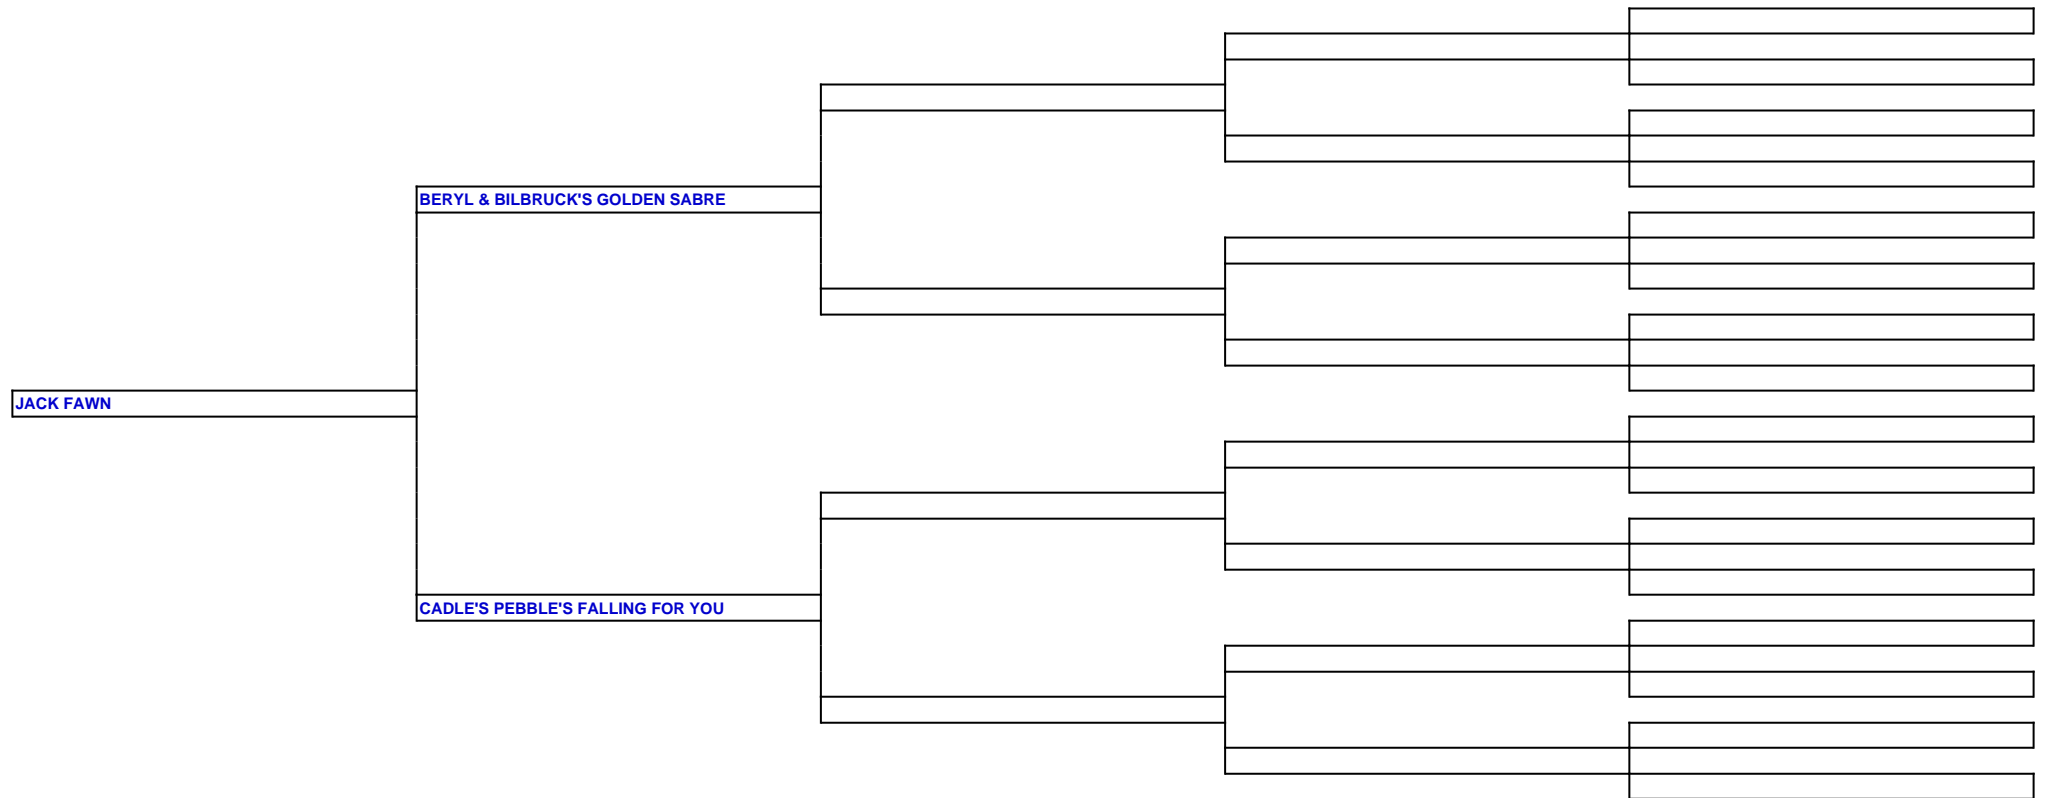 BERYL & BILBRUCK'S GOLDEN SABRE
JACK FAWN
CADLE'S PEBBLE'S FALLING FOR YOU